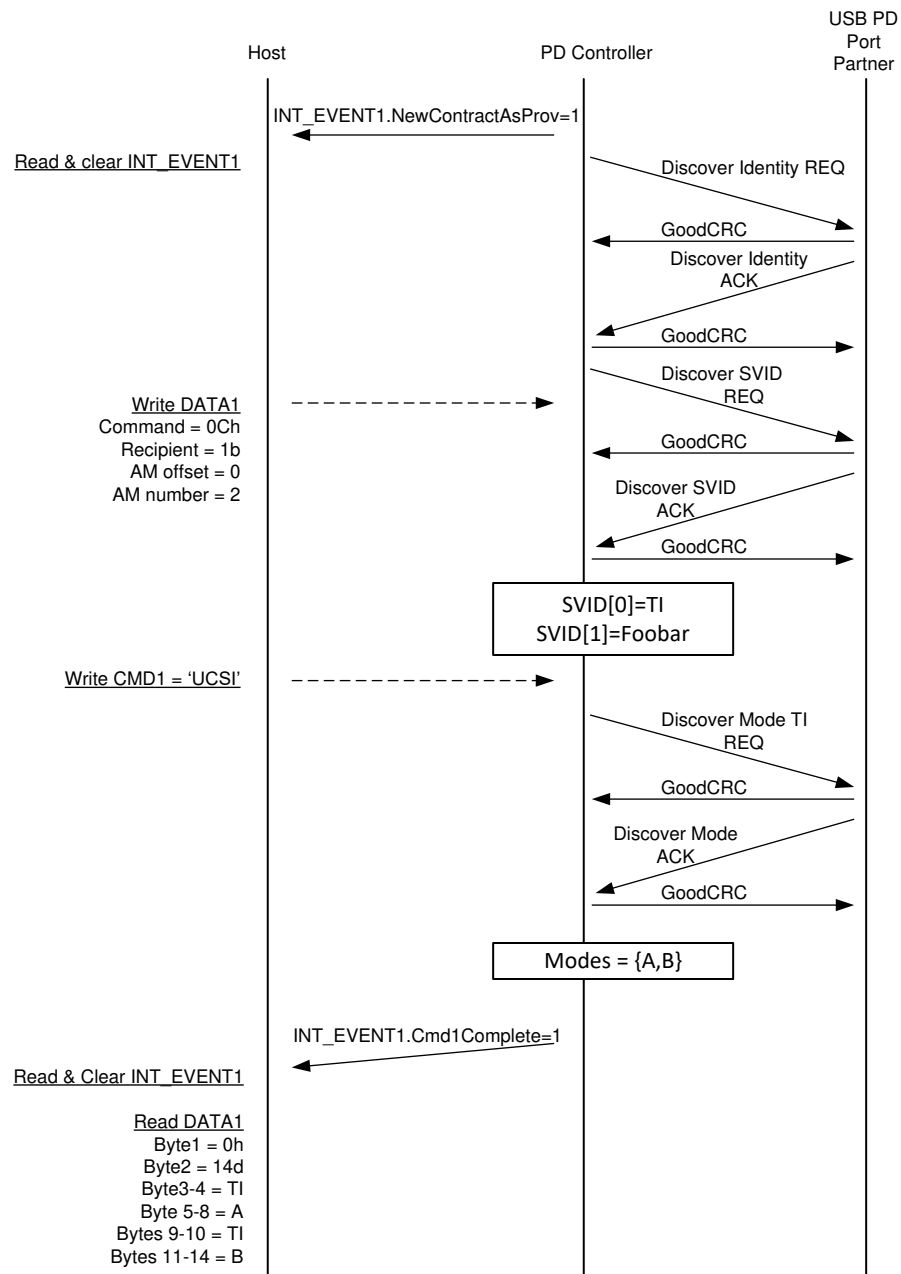 USB PD
Port
Partner
Host
PD Controller
INT_EVENT1.NewContractAsProv=1
Read & clear INT_EVENT1
Discover Identity REQ
GoodCRC
Discover Identity
ACK
GoodCRC
Discover SVID
REQ
Write DATA1
Command = 0Ch
Recipient = 1b
AM offset = 0
AM number = 2
GoodCRC
Discover SVID
ACK
GoodCRC
SVID[0]=TI
SVID[1]=Foobar
Write CMD1 = ‘UCSI’
Discover Mode TI
REQ
GoodCRC
Discover Mode
ACK
GoodCRC
Modes = {A,B}
INT_EVENT1.Cmd1Complete=1
Read & Clear INT_EVENT1
Read DATA1
Byte1 = 0h
Byte2 = 14d
Byte3-4 = TI
Byte 5-8 = A
Bytes 9-10 = TI
Bytes 11-14 = B